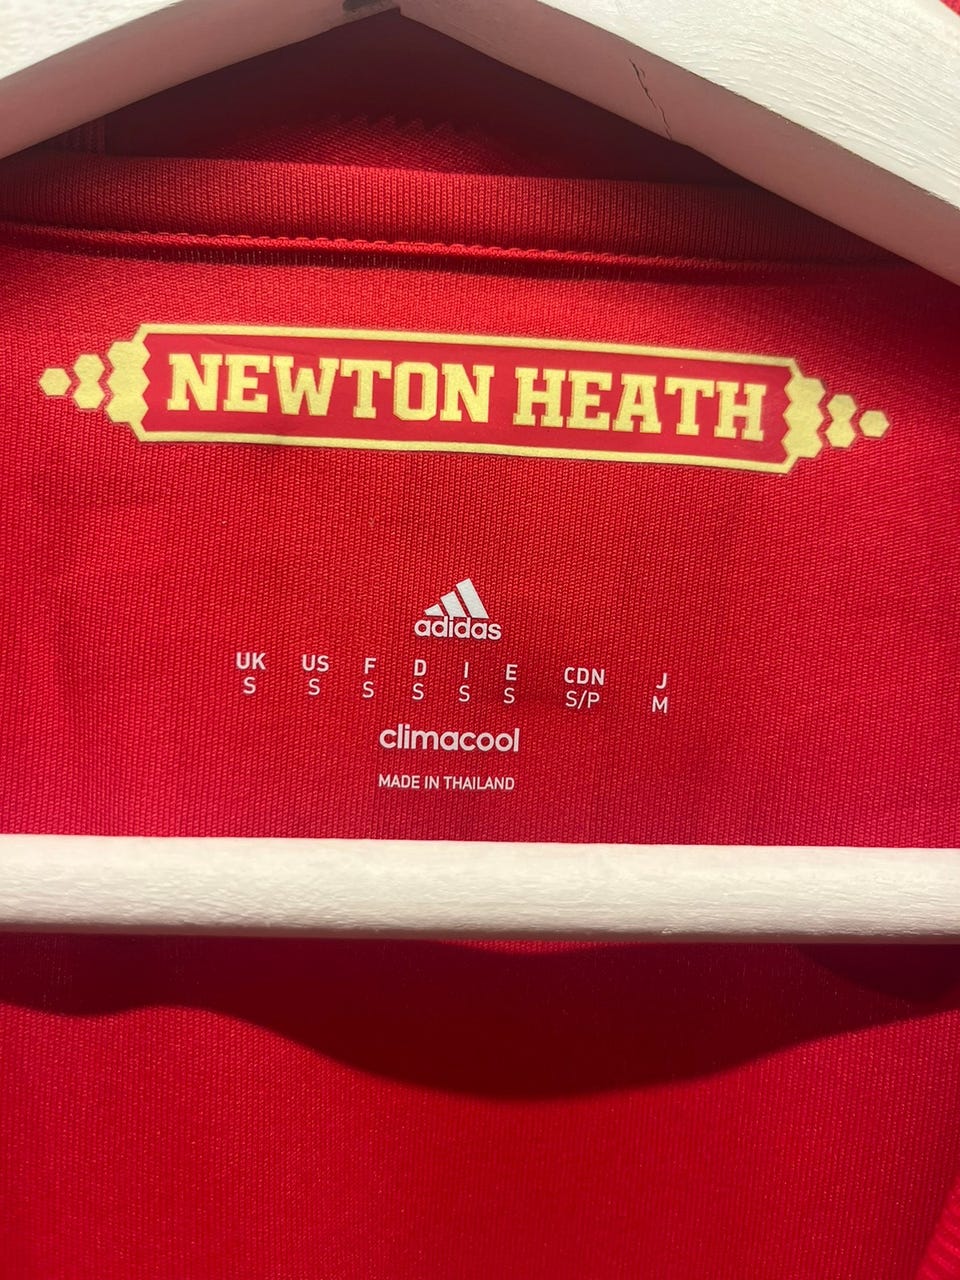 NEWTON HEATH
adidas
UK US F D I E CDN J
S S S S S S S/P M
climacool
MADE IN THAILAND